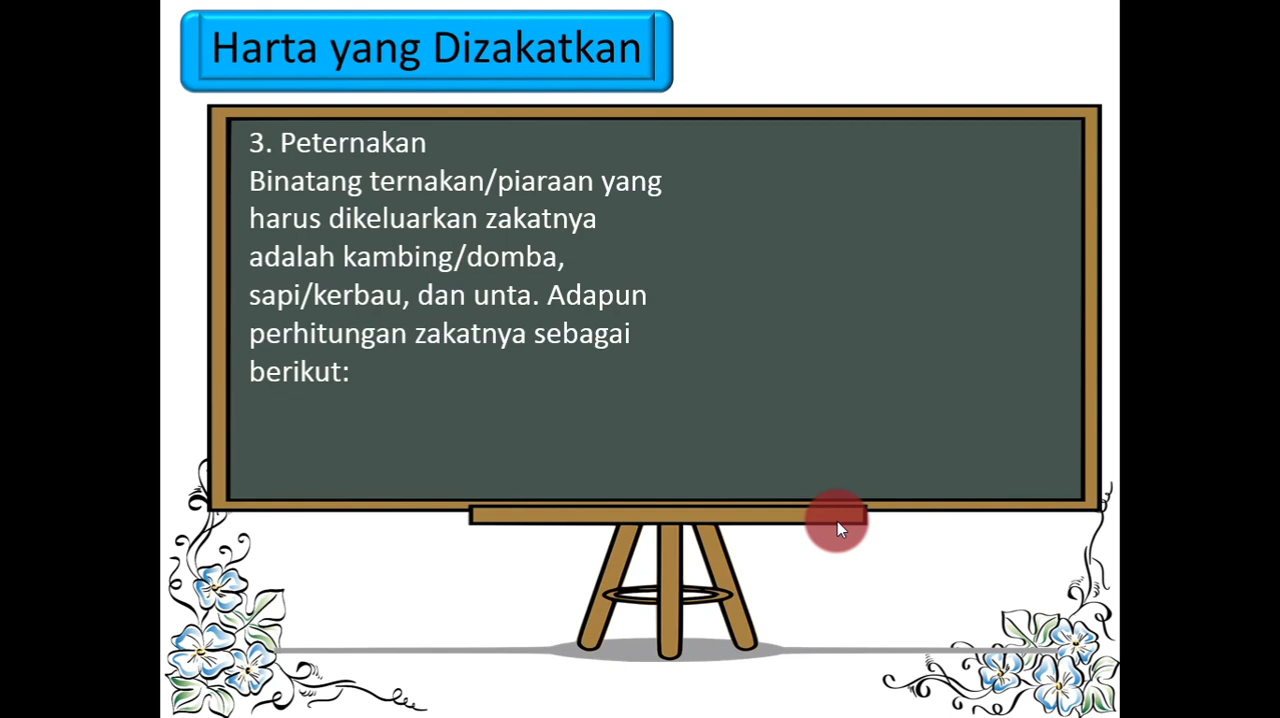 Harta yang Dizakatkan
3. Peternakan
Binatang ternakan/piaraan yang
harus dikeluarkan zakatnya
adalah kambing/domba,
sapi/kerbau, dan unta. Adapun
perhitungan zakatnya sebagai
berikut: